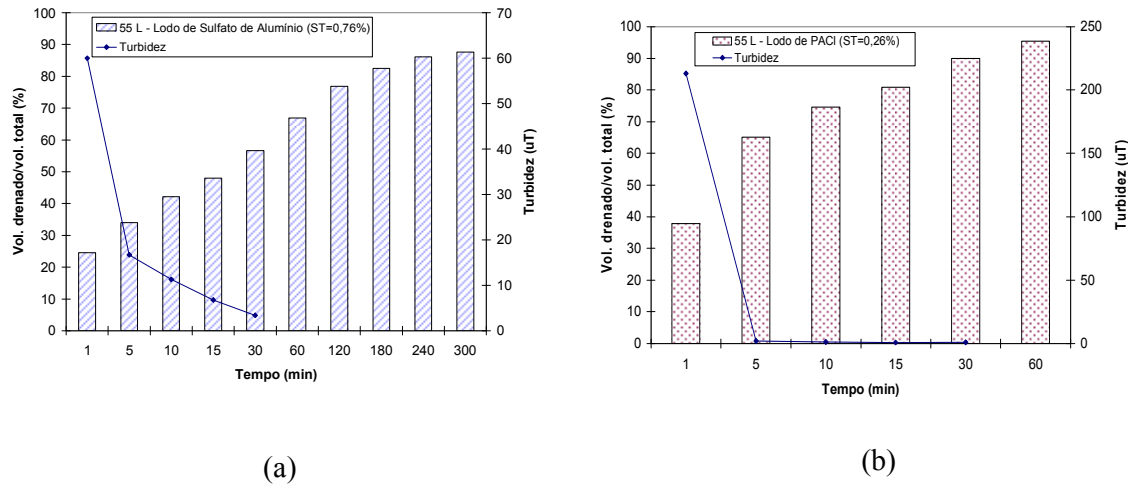 55 L - Lodo de Sulfato de Alumínio (ST=0,76%)
Turbidez
Vol. drenado/vol. total (%)
100
90
80
70
60
50
40
30
20
10
0
70
60
50
40
30
20
10
0
Turbidez (uT)
1 5 10 15 30 60 120 180 240 300
Tempo (min)
(a)
55 L - Lodo de PACl (ST=0,26%)
Turbidez
Vol. drenado/vol. total (%)
100
90
80
70
60
50
40
30
20
10
0
250
200
150
100
50
0
Turbidez (uT)
1 5 10 15 30 60
Tempo (min)
(b)